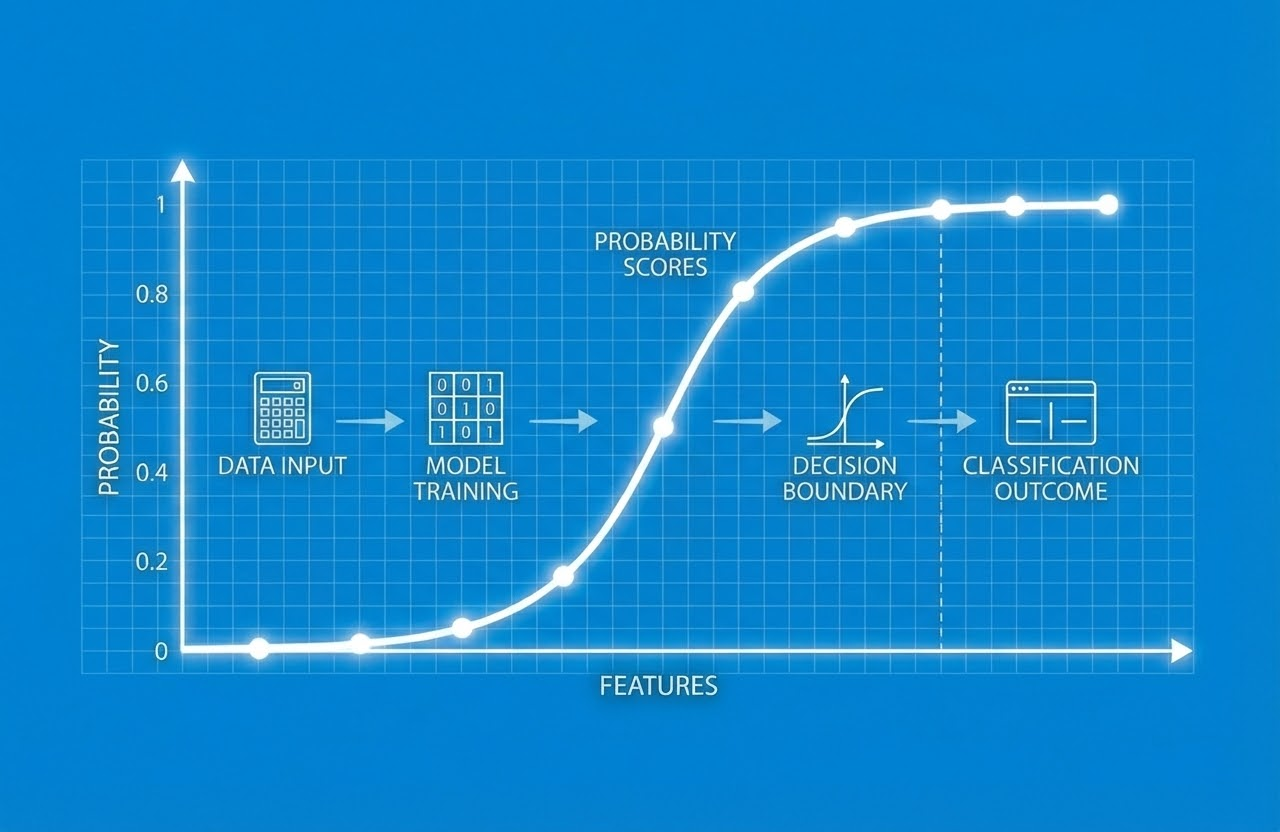 1
0.8
0.6
0.4
0.2
0
PROBABILITY
PROBABILITY
SCORES
DATA INPUT
0 0 1
0 1 0
1 0 1
MODEL
TRAINING
DECISION
BOUNDARY
CLASSIFICATION
OUTCOME
FEATURES